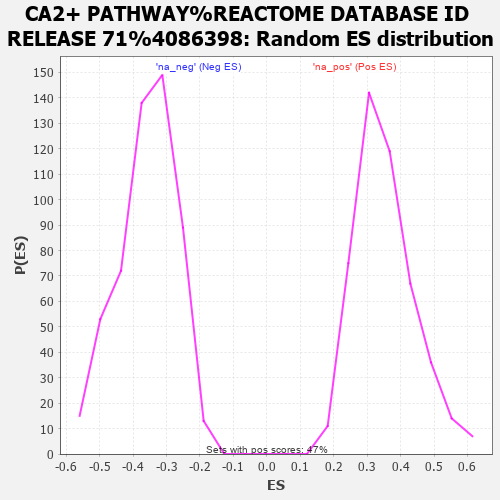 CA2+ PATHWAY%REACTOME DATABASE ID
RELEASE 71%4086398: Random ES distribution
'na_neg' (Neg ES) 'na_pos' (Pos ES)
150
140
130
120
110
100
90
80
70
60
50
40
30
20
10
0
P(ES)
Sets with pos scores: 47%
-0.6 -0.5 -0.4 -0.3 -0.2 -0.1 0.0 0.1 0.2 0.3 0.4 0.5 0.6
ES